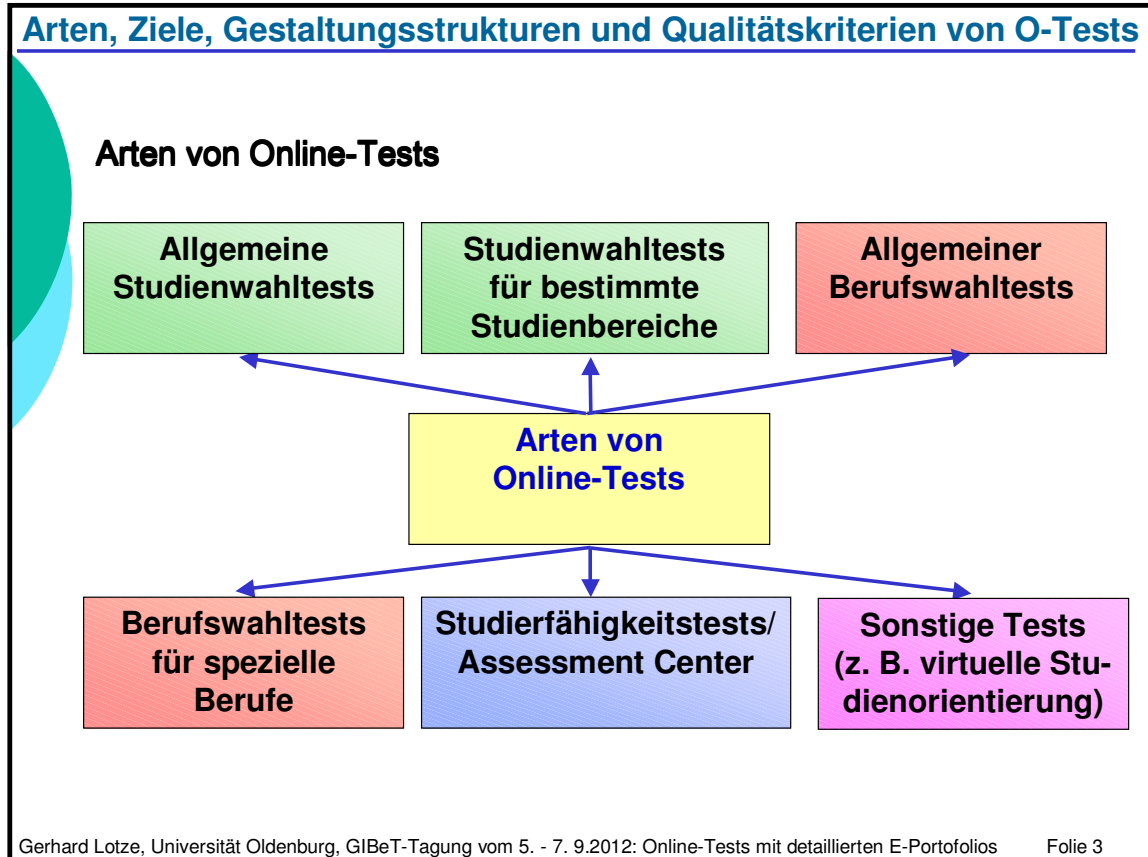 Arten, Ziele, Gestaltungsstrukturen und Qualitätskriterien von O-Tests
Arten von Online-Tests
Allgemeine
Studienwahltests
Studienwahltests
für bestimmte
Studienbereiche
Allgemeiner
Berufswahltests
Arten von
Online-Tests
Berufswahltests
für spezielle
Berufe
Studierfähigkeitstests/
Assessment Center
Sonstige Tests
(z. B. virtuelle Stu-
dienorientierung)
Gerhard Lotze, Universität Oldenburg, GIBeT-Tagung vom 5. - 7. 9.2012: Online-Tests mit detaillierten E-Portofolios Folie 3